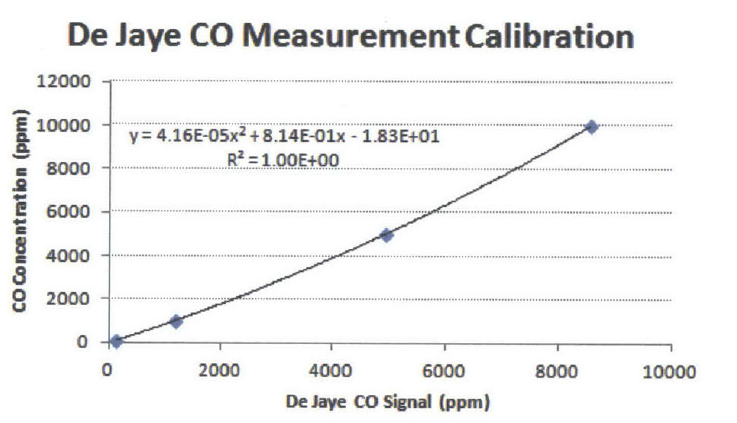 De Jaye CO Measurement Calibration
12000
10000
8000
6000
4000
2000
0
y = 4.16E-05x² + 8.14E-01x - 1.83E+01
R² = 1.00E+00
CO Concentration (ppm)
0 2000 4000 6000 8000 10000
De Jaye CO Signal (ppm)